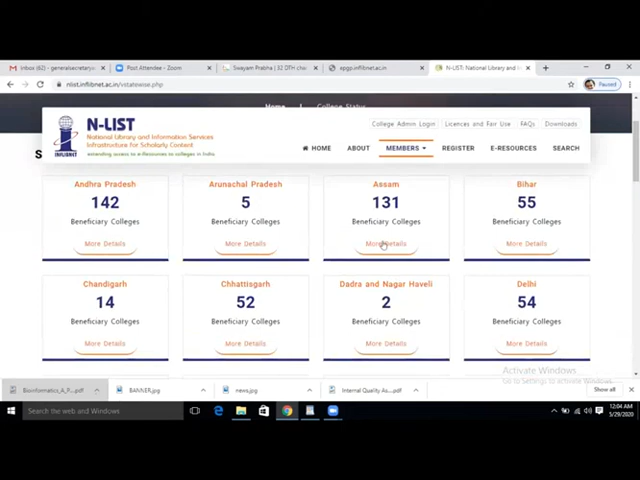 Inbox (62) - generalsecretaryw
Post Attendee - Zoom
Swayam Prabha | 32 DTH ch
epgp.inflibnet.ac.in
N-LIST: National Library and I
nlist.inflibnet.ac.in/vstatewise.php
Paused
Home College Status
N-LIST
National Library and Information Services
Infrastructure for Scholarly Content
extending access to e-Resources to colleges in India
INFLIBNET
College Admin Login
Licences and Fair Use
FAQs
Downloads
HOME
ABOUT
MEMBERS
REGISTER
E-RESOURCES
SEARCH
S
Andhra Pradesh
142
Beneficiary Colleges
More Details
Arunachal Pradesh
5
Beneficiary Colleges
More Details
Assam
131
Beneficiary Colleges
More Details
Bihar
55
Beneficiary Colleges
More Details
Chandigarh
14
Beneficiary Colleges
More Details
Chhattisgarh
52
Beneficiary Colleges
More Details
Dadra and Nagar Haveli
2
Beneficiary Colleges
More Details
Delhi
54
Beneficiary Colleges
More Details
Activate Windows
Go to Settings to activate Windows.
Bioinformatics_A_P....pdf
BANNER.jpg
news.jpg
Internal Quality As....pdf
Show all
Search the web and Windows
12:04 AM
5/29/2020